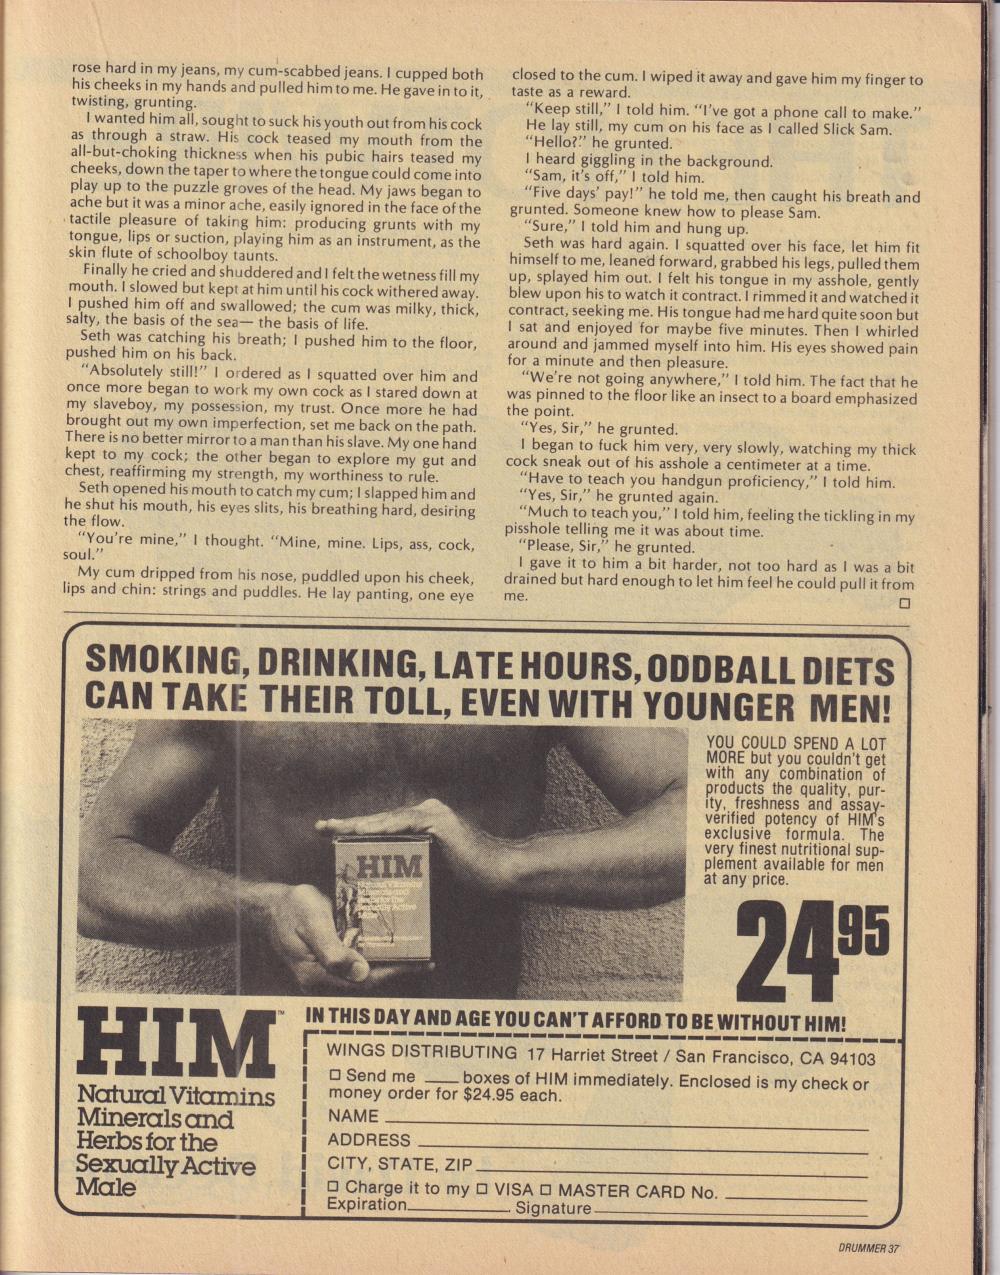 rose hard in my jeans, my cum-scabbed jeans. I cupped both
his cheeks in my hands and pulled him to me. He gave in to it,
twisting, grunting.
I wanted him all, sought to suck his youth out from his cock
as through a straw. His cock teased my mouth from the
all-but-choking thickness when his pubic hairs teased my
cheeks, down the taper to where the tongue could come into
play up to the puzzle groves of the head. My jaws began to
ache but it was a minor ache, easily ignored in the face of the
tactile pleasure of taking him: producing grunts with my
tongue, lips or suction, playing him as an instrument, as the
skin flute of schoolboy taunts.
Finally he cried and shuddered and I felt the wetness fill my
mouth. I slowed but kept at him until his cock withered away.
I pushed him off and swallowed; the cum was milky, thick,
salty, the basis of the sea— the basis of life.
Seth was catching his breath; I pushed him to the floor,
pushed him on his back.
"Absolutely still!" I ordered as I squatted over him and
once more began to work my own cock as I stared down at
my slaveboy, my possession, my trust. Once more he had
brought out my own imperfection, set me back on the path.
There is no better mirror to a man than his slave. My one hand
kept to my cock; the other began to explore my gut and
chest, reaffirming my strength, my worthiness to rule.
Seth opened his mouth to catch my cum; I slapped him and
he shut his mouth, his eyes slits, his breathing hard, desiring
the flow.
"You're mine," I thought. "Mine, mine. Lips, ass, cock,
soul."
My cum dripped from his nose, puddled upon his cheek,
lips and chin: strings and puddles. He lay panting, one eye
closed to the cum. I wiped it away and gave him my finger to
taste as a reward.
"Keep still," I told him. "I've got a phone call to make."
He lay still, my cum on his face as I called Slick Sam.
"Hello?" he grunted.
I heard giggling in the background.
"Sam, it's off," I told him.
"Five days' pay!" he told me, then caught his breath and
grunted. Someone knew how to please Sam.
"Sure," I told him and hung up.
Seth was hard again. I squatted over his face, let him fit
himself to me, leaned forward, grabbed his legs, pulled them
up, splayed him out. I felt his tongue in my asshole, gently
blew upon his to watch it contract. I rimmed it and watched it
contract, seeking me. His tongue had me hard quite soon but
I sat and enjoyed for maybe five minutes. Then I whirled
around and jammed myself into him. His eyes showed pain
for a minute and then pleasure.
"We're not going anywhere," I told him. The fact that he
was pinned to the floor like an insect to a board emphasized
the point.
"Yes, Sir," he grunted.
I began to fuck him very, very slowly, watching my thick
cock sneak out of his asshole a centimeter at a time.
"Have to teach you handgun proficiency," I told him.
"Yes, Sir," he grunted again.
"Much to teach you," I told him, feeling the tickling in my
pisshole telling me it was about time.
"Please, Sir," he grunted.
I gave it to him a bit harder, not too hard as I was a bit
drained but hard enough to let him feel he could pull it from
me. □
SMOKING, DRINKING, LATE HOURS, ODDBALL DIETS
CAN TAKE THEIR TOLL, EVEN WITH YOUNGER MEN!
HIM
Natural Vitamins
Minerals and
Herbs for the
Sexually Active
Male
YOU COULD SPEND A LOT
MORE but you couldn't get
with any combination of
products the quality, pur-
ity, freshness and assay-
verified potency of HIM's
exclusive formula. The
very finest nutritional sup-
plement available for men
at any price.
24 95
HIM™
Natural Vitamins
Minerals and
Herbs for the
Sexually Active
Male
IN THIS DAY AND AGE YOU CAN'T AFFORD TO BE WITHOUT HIM!
WINGS DISTRIBUTING 17 Harriet Street / San Francisco, CA 94103
□ Send me ____ boxes of HIM immediately. Enclosed is my check or
money order for $24.95 each.
NAME
ADDRESS
CITY, STATE, ZIP
□ Charge it to my □ VISA □ MASTER CARD No.
Expiration Signature
DRUMMER 37